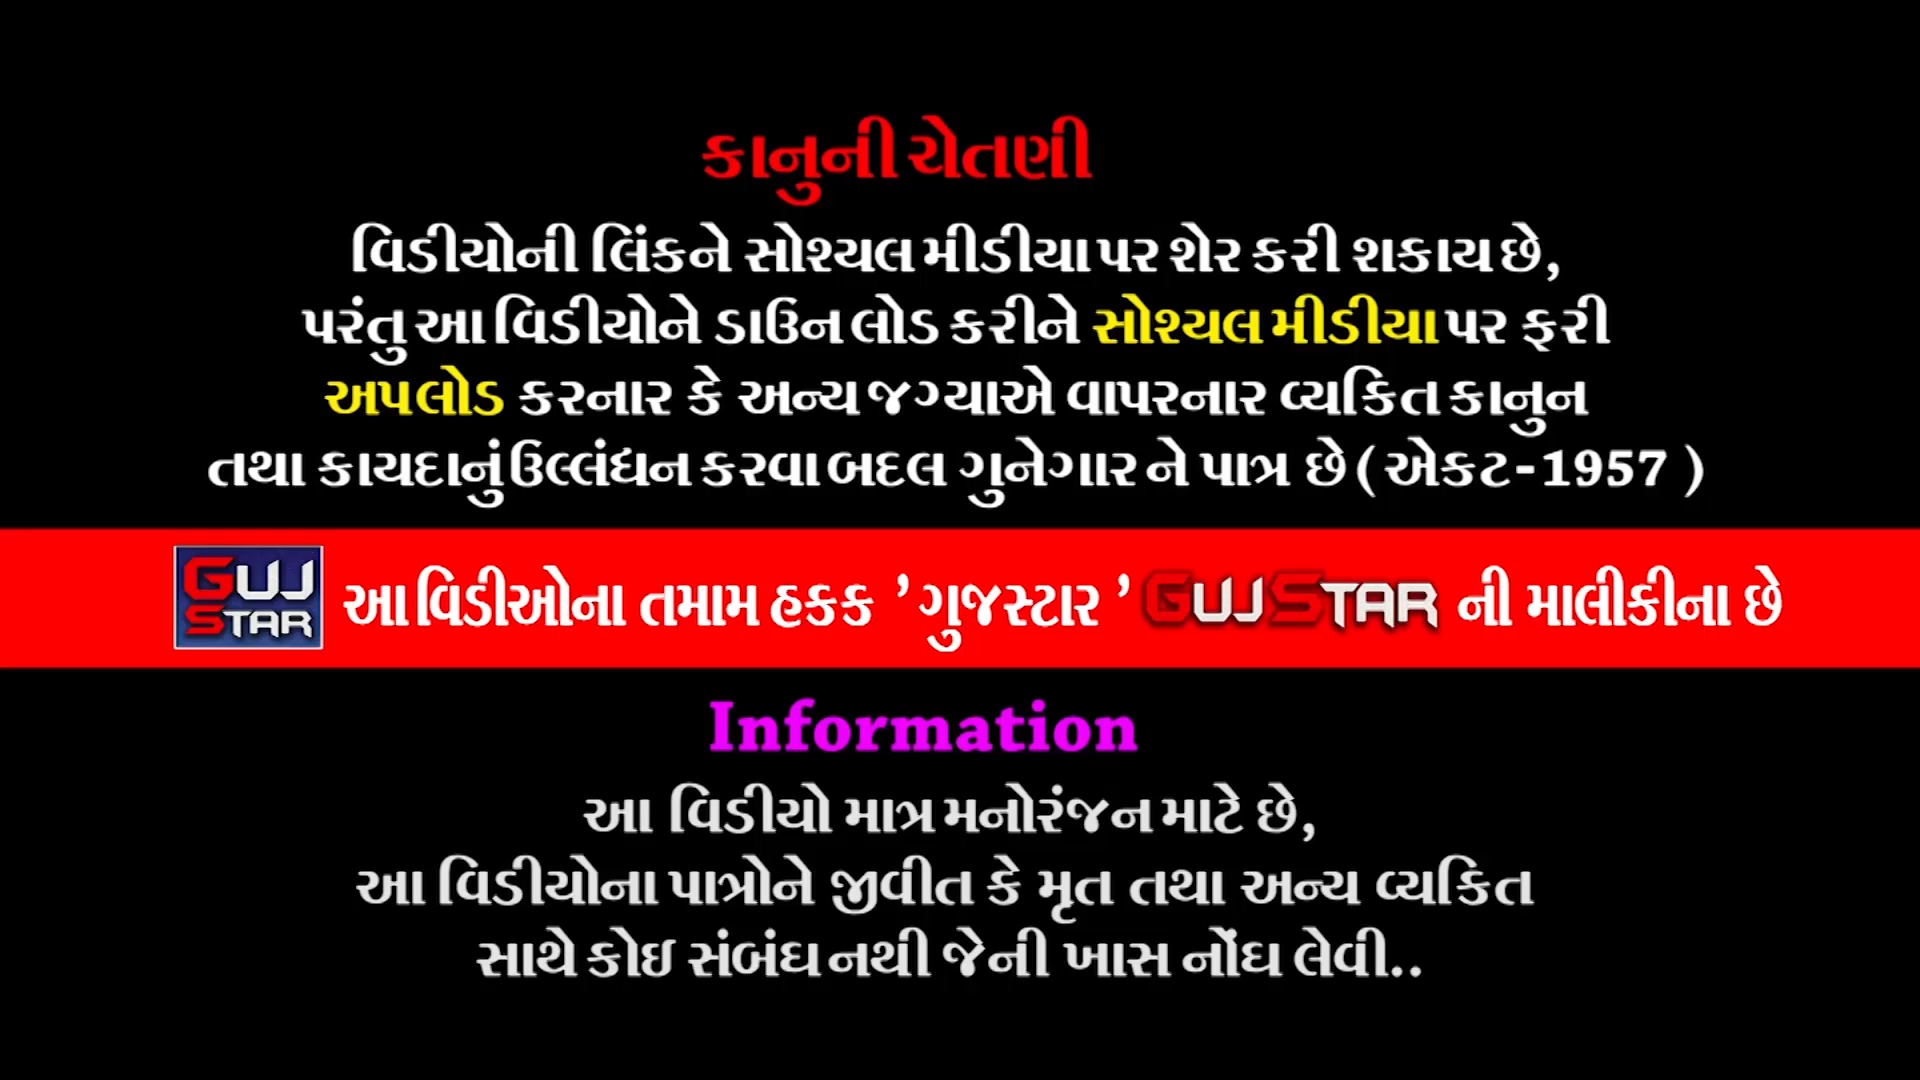 કાનુની ચેતણી
વિડીયોની લિંકને સોશ્યલ મીડીયા પર શેર કરી શકાય છે,
પરંતુ આ વિડીયોને ડાઉન લોડ કરીને સોશ્યલ મીડીયા પર ફરી
અપલોડ કરનાર કે અન્ય જગ્યાએ વાપરનાર વ્યકિત કાનુન
તથા કાયદાનું ઉલ્લંઘન કરવા બદલ ગુનેગાર ને પાત્ર છે ( એકટ-1957 )
GUJ STAR આ વિડીઓના તમામ હકક ’ ગુજસ્ટાર ’ GUJ STAR ની માલીકીના છે
Information
આ વિડીયો માત્ર મનોરંજન માટે છે,
આ વિડીયોના પાત્રોને જીવીત કે મૃત તથા અન્ય વ્યકિત
સાથે કોઇ સંબંઘ નથી જેની ખાસ નોંઘ લેવી..